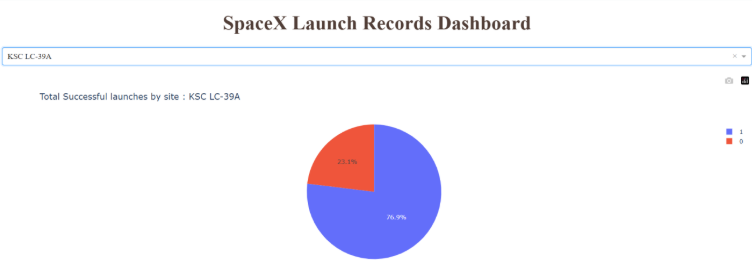 SpaceX Launch Records Dashboard
KSC LC-39A
Total Successful launches by site : KSC LC-39A
1
0
23.1%
76.9%